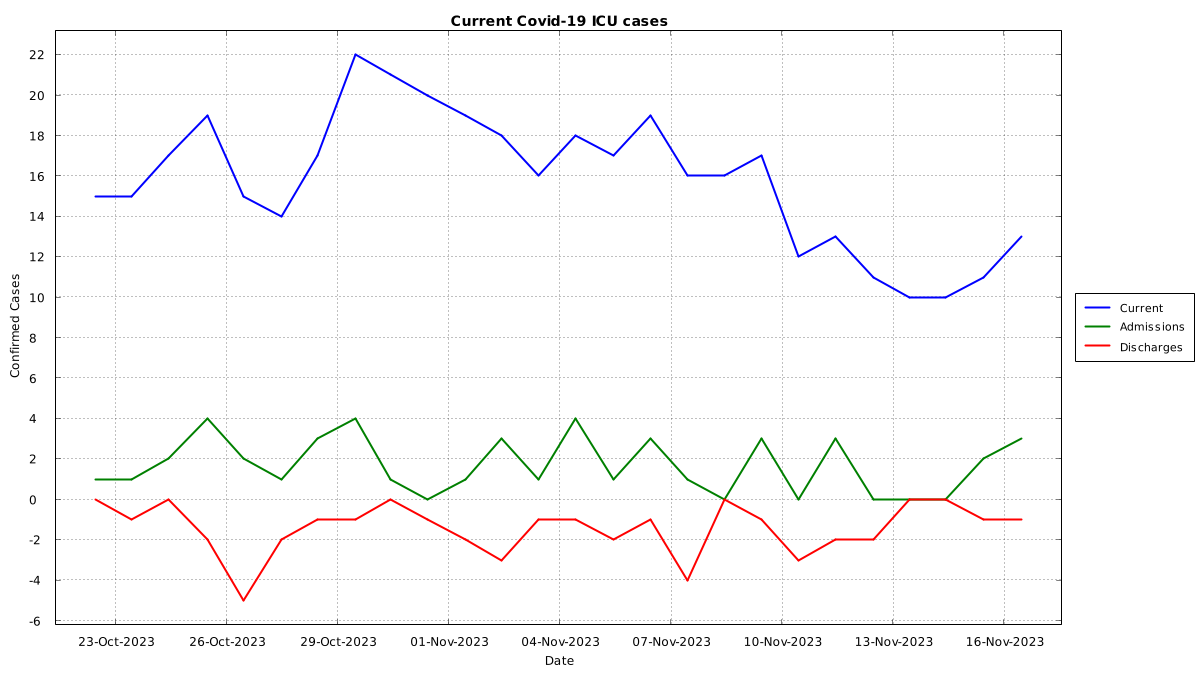 Current Covid-19 ICU cases
22
20
18
16
14
12
10
8
6
4
2
0
-2
-4
-6
Confirmed Cases
23-Oct-2023 26-Oct-2023 29-Oct-2023 01-Nov-2023 04-Nov-2023 07-Nov-2023 10-Nov-2023 13-Nov-2023 16-Nov-2023
Date
Current
Admissions
Discharges